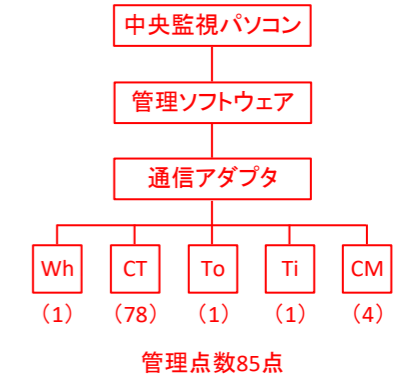 中央監視パソコン
管理ソフトウェア
通信アダプタ
Wh CT To Ti CM
（1） （78） （1） （1） （4）
管理点数85点